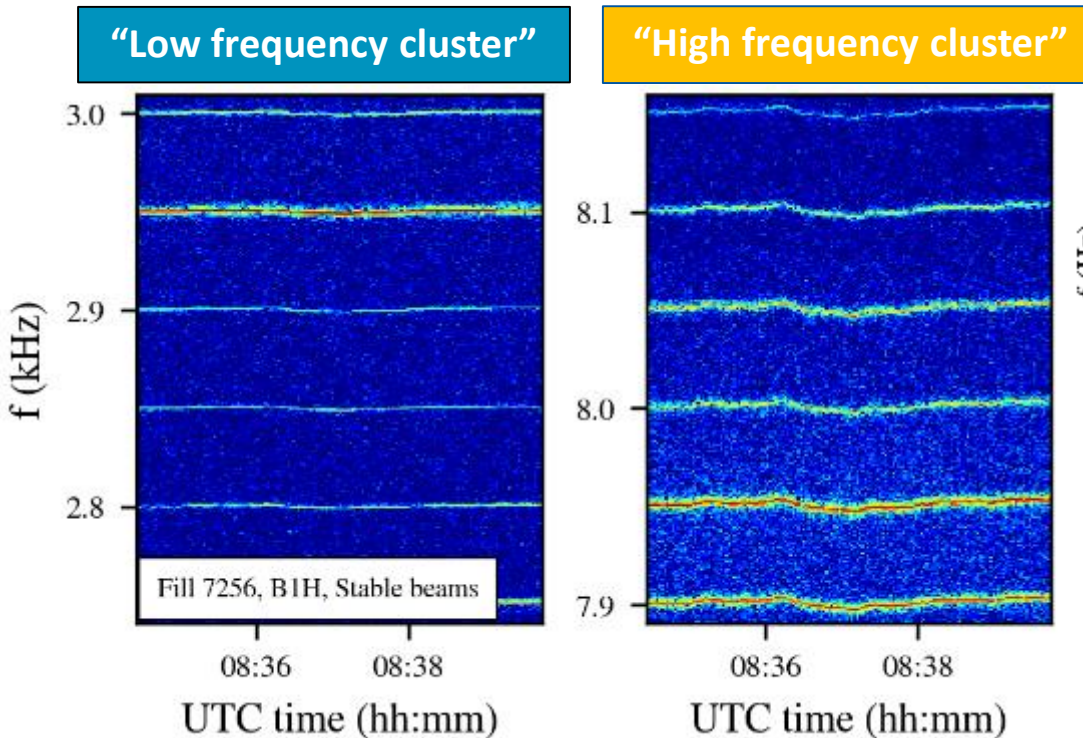 “Low frequency cluster”
“High frequency cluster”
f (kHz)
3.0
2.9
2.8
Fill 7256, B1H, Stable beams
08:36
08:38
UTC time (hh:mm)
8.1
8.0
7.9
08:36
08:38
UTC time (hh:mm)